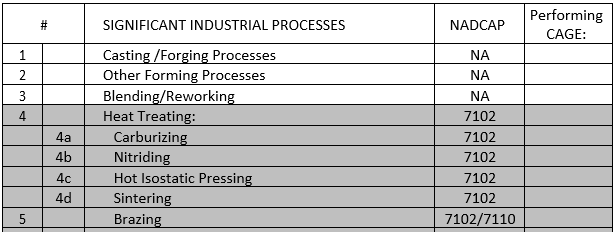 # SIGNIFICANT INDUSTRIAL PROCESSES NADCAP Performing CAGE:
1 Casting /Forging Processes NA
2 Other Forming Processes NA
3 Blending/Reworking NA
4 Heat Treating: 7102
4a Carburizing 7102
4b Nitriding 7102
4c Hot Isostatic Pressing 7102
4d Sintering 7102
5 Brazing 7102/7110